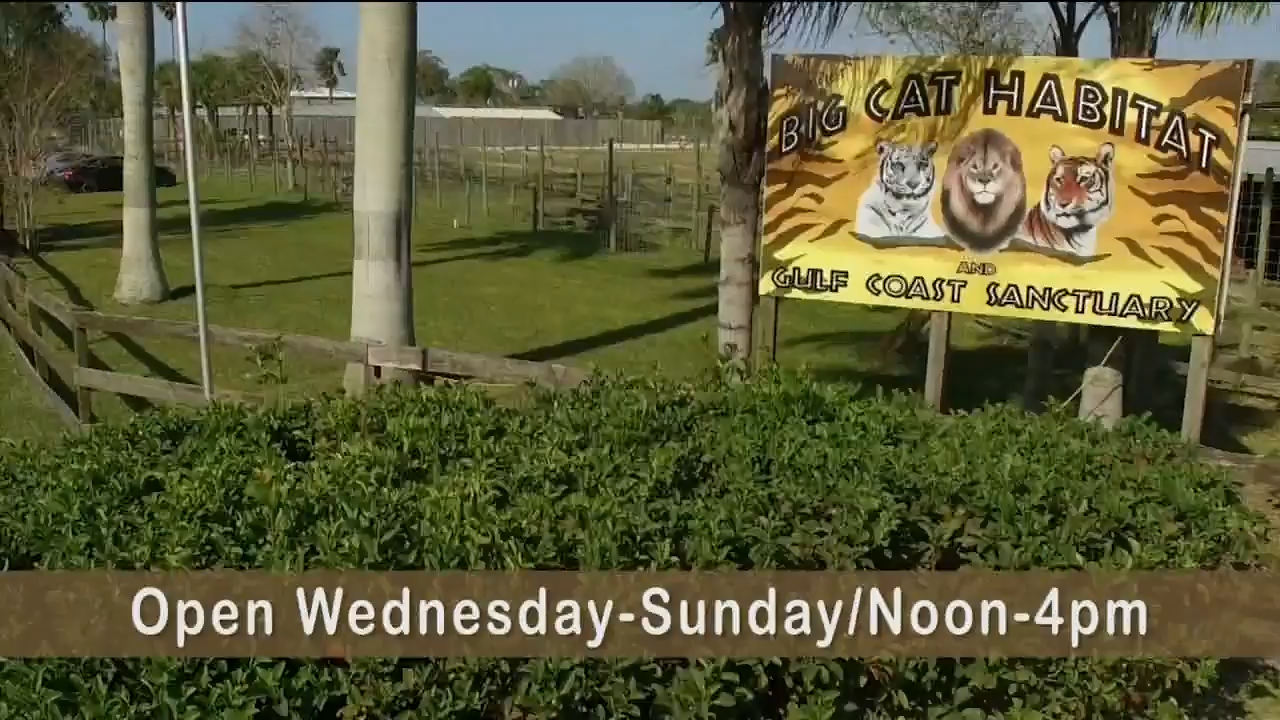 BIG CAT HABITAT
AND
GULF COAST SANCTUARY
Open Wednesday-Sunday/Noon-4pm